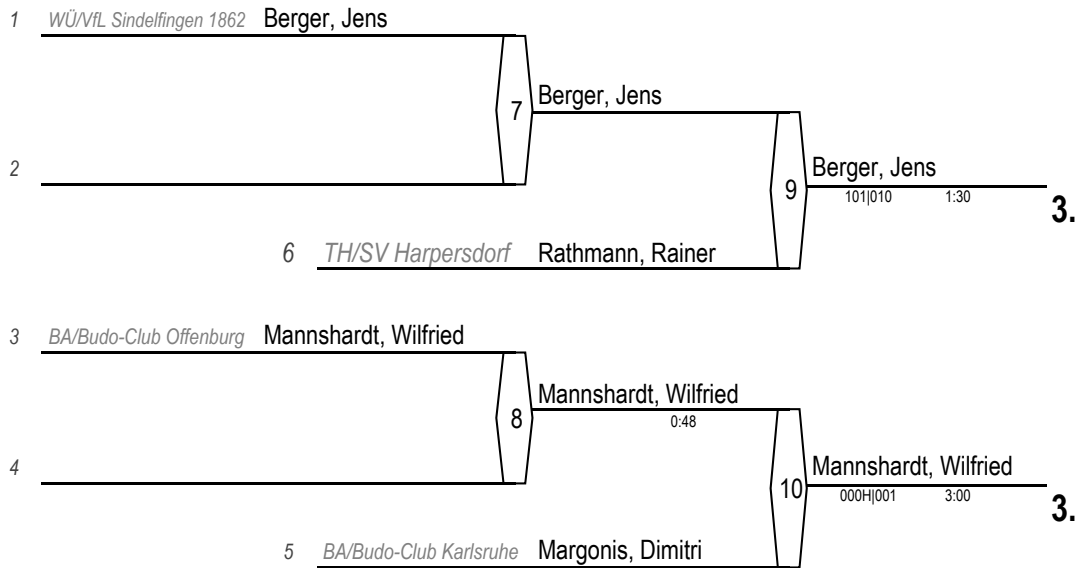 1 WÜ/VfL Sindelfingen 1862 Berger, Jens
7 Berger, Jens
2
9 Berger, Jens
101|010 1:30
3.
6 TH/SV Harpersdorf Rathmann, Rainer
3 BA/Budo-Club Offenburg Mannshardt, Wilfried
8 Mannshardt, Wilfried
0:48
4
10 Mannshardt, Wilfried
000H|001 3:00
3.
5 BA/Budo-Club Karlsruhe Margonis, Dimitri